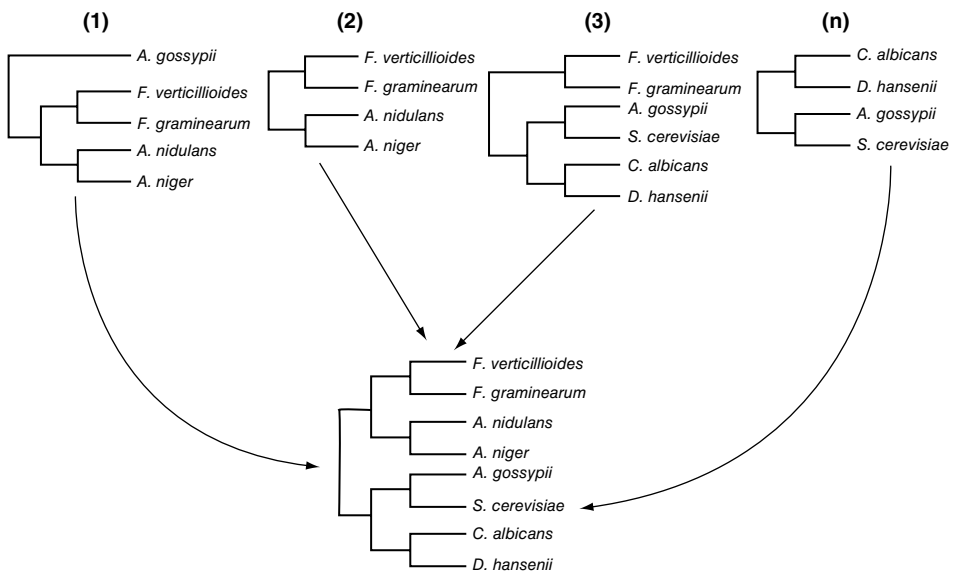 (1)
A. gossypii
F. verticillioides
F. graminearum
A. nidulans
A. niger
(2)
F. verticillioides
F. graminearum
A. nidulans
A. niger
(3)
F. verticillioides
F. graminearum
A. gossypii
S. cerevisiae
C. albicans
D. hansenii
(n)
C. albicans
D. hansenii
A. gossypii
S. cerevisiae
F. verticillioides
F. graminearum
A. nidulans
A. niger
A. gossypii
S. cerevisiae
C. albicans
D. hansenii